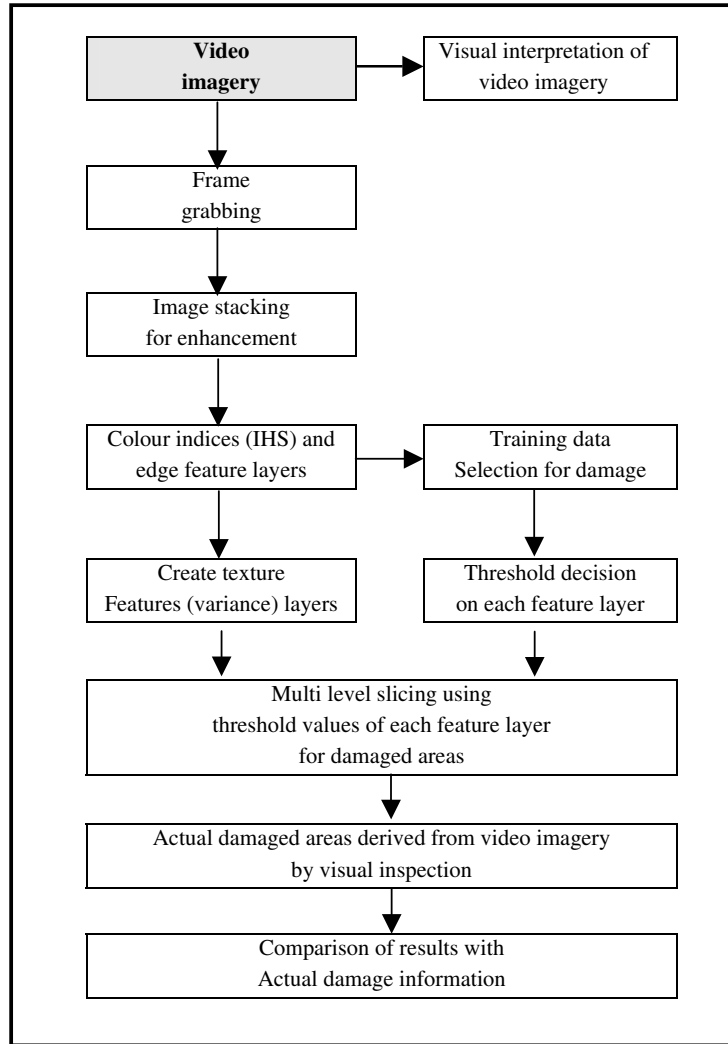 Video
imagery
Visual interpretation of
video imagery
Frame
grabbing
Image stacking
for enhancement
Colour indices (IHS) and
edge feature layers
Training data
Selection for damage
Create texture
Features (variance) layers
Threshold decision
on each feature layer
Multi level slicing using
threshold values of each feature layer
for damaged areas
Actual damaged areas derived from video imagery
by visual inspection
Comparison of results with
Actual damage information